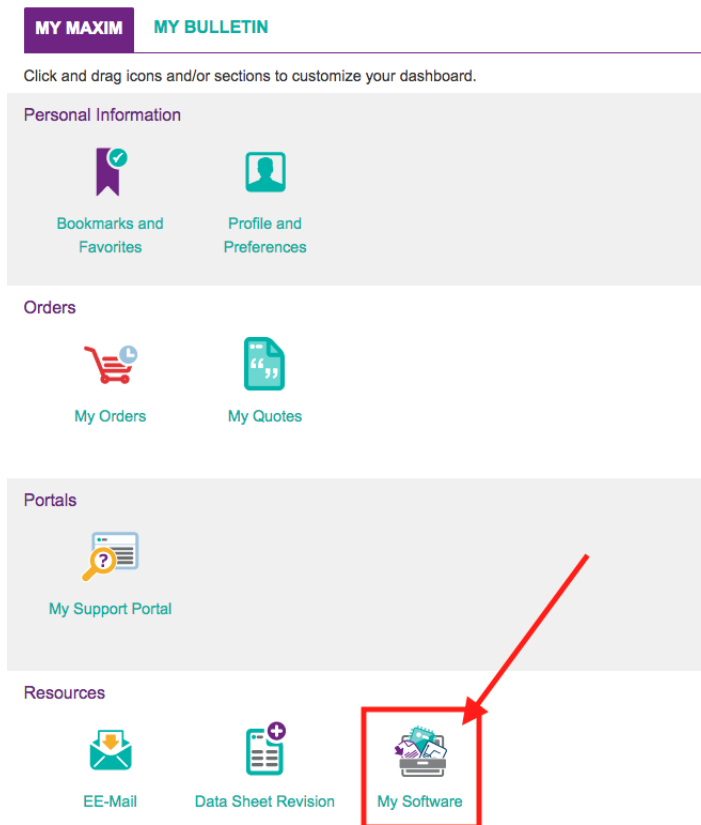 MY MAXIM MY BULLETIN
Click and drag icons and/or sections to customize your dashboard.
Personal Information
Bookmarks and Profile and
Favorites Preferences
Orders
My Orders My Quotes
Portals
?
My Support Portal
Resources
EE-Mail Data Sheet Revision My Software